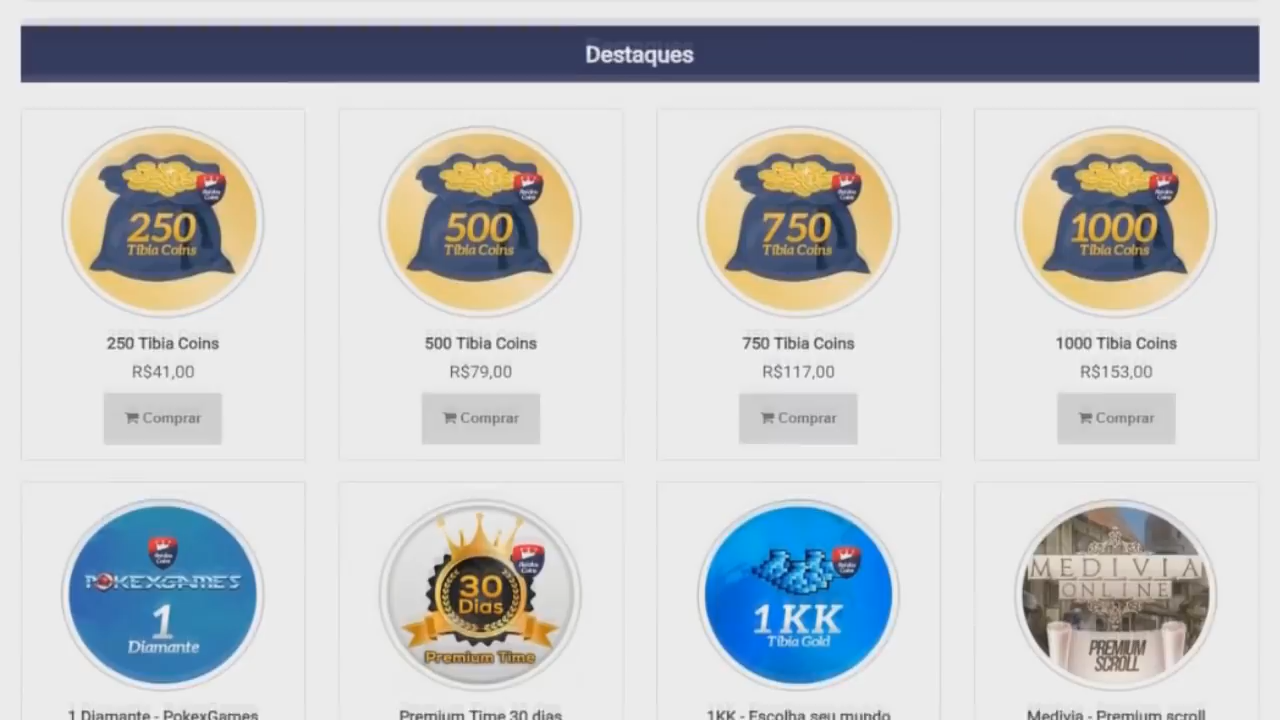 Destaques
250
Tibia Coins
500
Tibia Coins
750
Tibia Coins
1000
Tibia Coins
250 Tibia Coins
500 Tibia Coins
750 Tibia Coins
1000 Tibia Coins
R$41,00
R$79,00
R$117,00
R$153,00
Comprar
Comprar
Comprar
Comprar
POKEXGAMES
1
Diamante
30
Dias
Premium Time
1 KK
Tibia Gold
MEDIVIA
ONLINE
PREMIUM
SCROLL
1 Diamante - PokexGames
Premium Time 30 dias
1KK - Escolha seu mundo
Medivia - Premium scroll